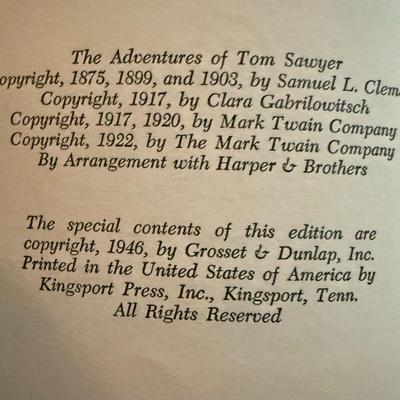 The Adventures of Tom Sawyer
opyright, 1875, 1899, and 1903, by Samuel L. Clem
Copyright, 1917, by Clara Gabrilowitsch
Copyright, 1917, 1920, by Mark Twain Company
Copyright, 1922, by The Mark Twain Company
By Arrangement with Harper & Brothers
The special contents of this edition are
copyright, 1946, by Grosset & Dunlap, Inc.
Printed in the United States of America by
Kingsport Press, Inc., Kingsport, Tenn.
All Rights Reserved